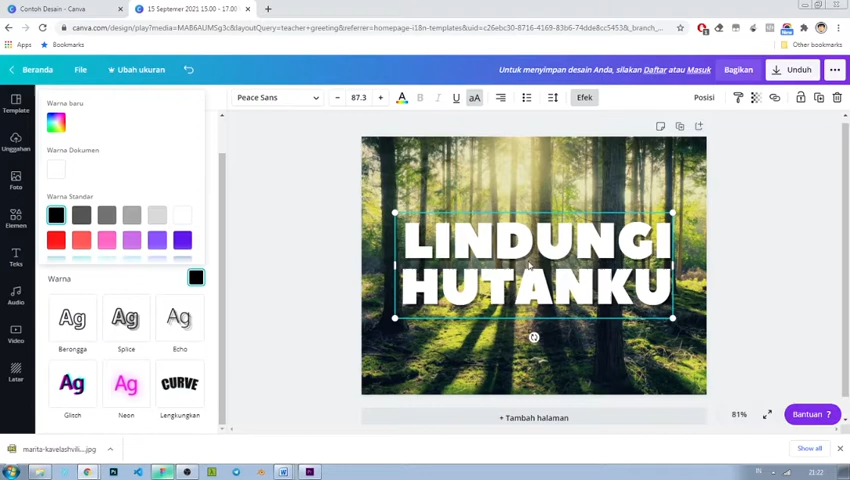 Contoh Desain - Canva
15 Septemer 2021 15.00 - 17.00
canva.com/design/play?media=MAB6AUMSg3c&layoutQuery=teacher+greeting&referrer=homepage-i18n-templates&uid=c26ebc30-8716-4169-83b6-74dde8cc5453&_branch_
Apps
Bookmarks
Other bookmarks
Beranda
File
Ubah ukuran
Untuk menyimpan desain Anda, silakan Daftar atau Masuk
Bagikan
Unduh
Template
Unggahan
Foto
Elemen
Teks
Audio
Video
Latar
Warna baru
Warna Dokumen
Warna Standar
Warna
Ag
Berongga
Ag
Splice
Ag
Echo
Ag
Glitch
Ag
Neon
CURVE
Lengkungkan
Peace Sans
- 87.3 +
A
B
I
U
aA
Efek
Posisi
LINDUNGI
HUTANKU
+ Tambah halaman
81%
Bantuan ?
marita-kavelashvili...jpg
Show all
IN
21:22